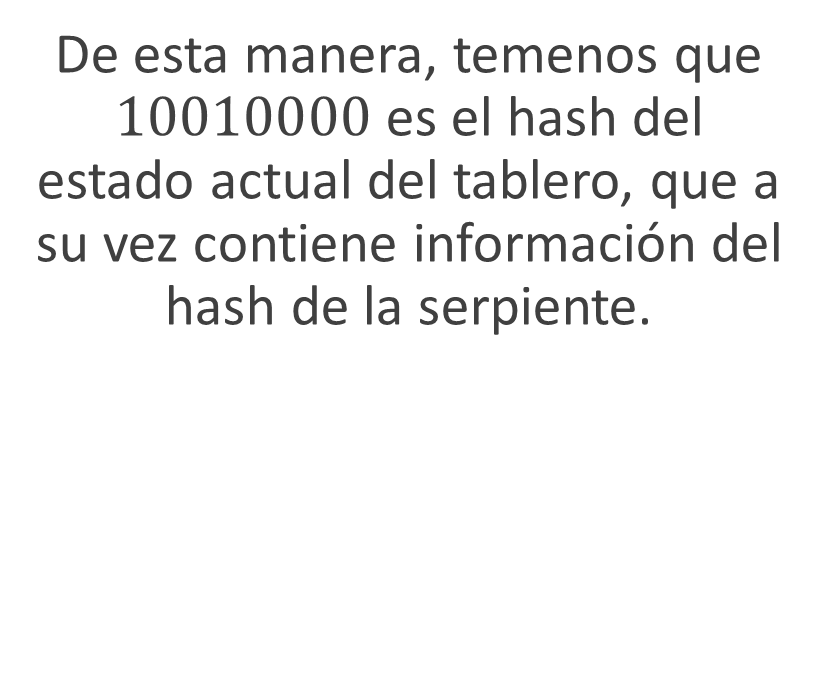 De esta manera, temenos que
10010000 es el hash del
estado actual del tablero, que a
su vez contiene información del
hash de la serpiente.